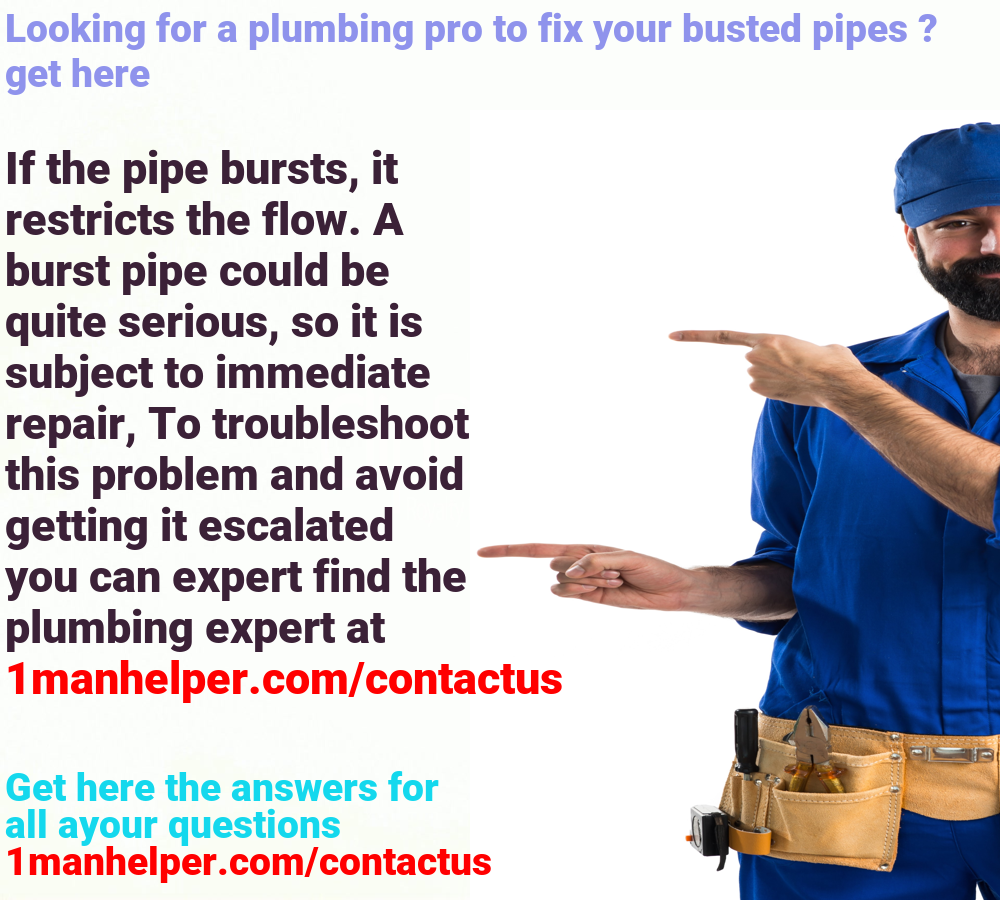 Looking for a plumbing pro to fix your busted pipes ?
get here
If the pipe bursts, it
restricts the flow. A
burst pipe could be
quite serious, so it is
subject to immediate
repair, To troubleshoot
this problem and avoid
getting it escalated
you can expert find the
plumbing expert at
1manhelper.com/contactus
Get here the answers for
all ayour questions
1manhelper.com/contactus